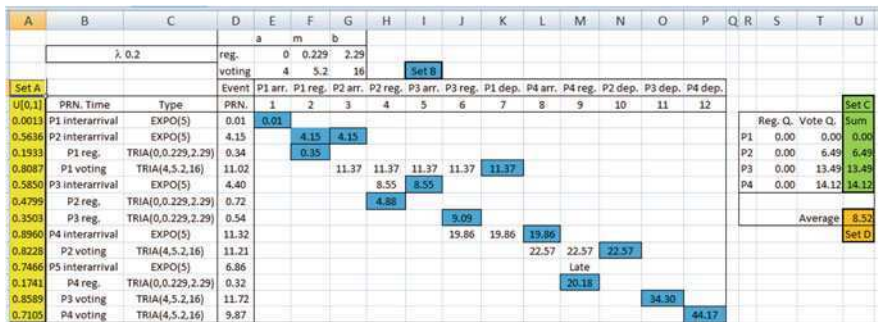 A B C D E F G H I J K L M N O P Q R S T U
a m b
λ 0.2 reg. 0 0.229 2.29
voting 4 5.2 16 Set B
Set A Event P1 arr. P1 reg. P2 arr. P2 reg. P3 arr. P3 reg. P1 dep. P4 arr. P4 reg. P2 dep. P3 dep. P4 dep.
U[0,1] PRN. Time Type PRN. 1 2 3 4 5 6 7 8 9 10 11 12 Set C
0.0013 P1 interarrival EXPO(5) 0.01 0.01 Reg. Q. Vote Q. Sum
0.5636 P2 interarrival EXPO(5) 4.15 4.15 4.15 P1 0.00 0.00 0.00
0.1933 P1 reg. TRIA(0,0.229,2.29) 0.34 0.35 P2 0.00 6.49 6.49
0.8087 P1 voting TRIA(4,5.2,16) 11.02 11.37 11.37 11.37 11.37 11.37 P3 0.00 13.49 13.49
0.5850 P3 interarrival EXPO(5) 4.40 8.55 8.55 P4 0.00 14.12 14.12
0.4799 P2 reg. TRIA(0,0.229,2.29) 0.72 4.88
0.3503 P3 reg. TRIA(0,0.229,2.29) 0.54 9.09 Average 8.52
0.8960 P4 interarrival EXPO(5) 11.32 19.86 19.86 19.86 Set D
0.8228 P2 voting TRIA(4,5.2,16) 11.21 22.57 22.57 22.57
0.7466 P5 interarrival EXPO(5) 6.86 Late
0.1741 P4 reg. TRIA(0,0.229,2.29) 0.32 20.18
0.8589 P3 voting TRIA(4,5.2,16) 11.72 34.30
0.7105 P4 voting TRIA(4,5.2,16) 9.87 44.17